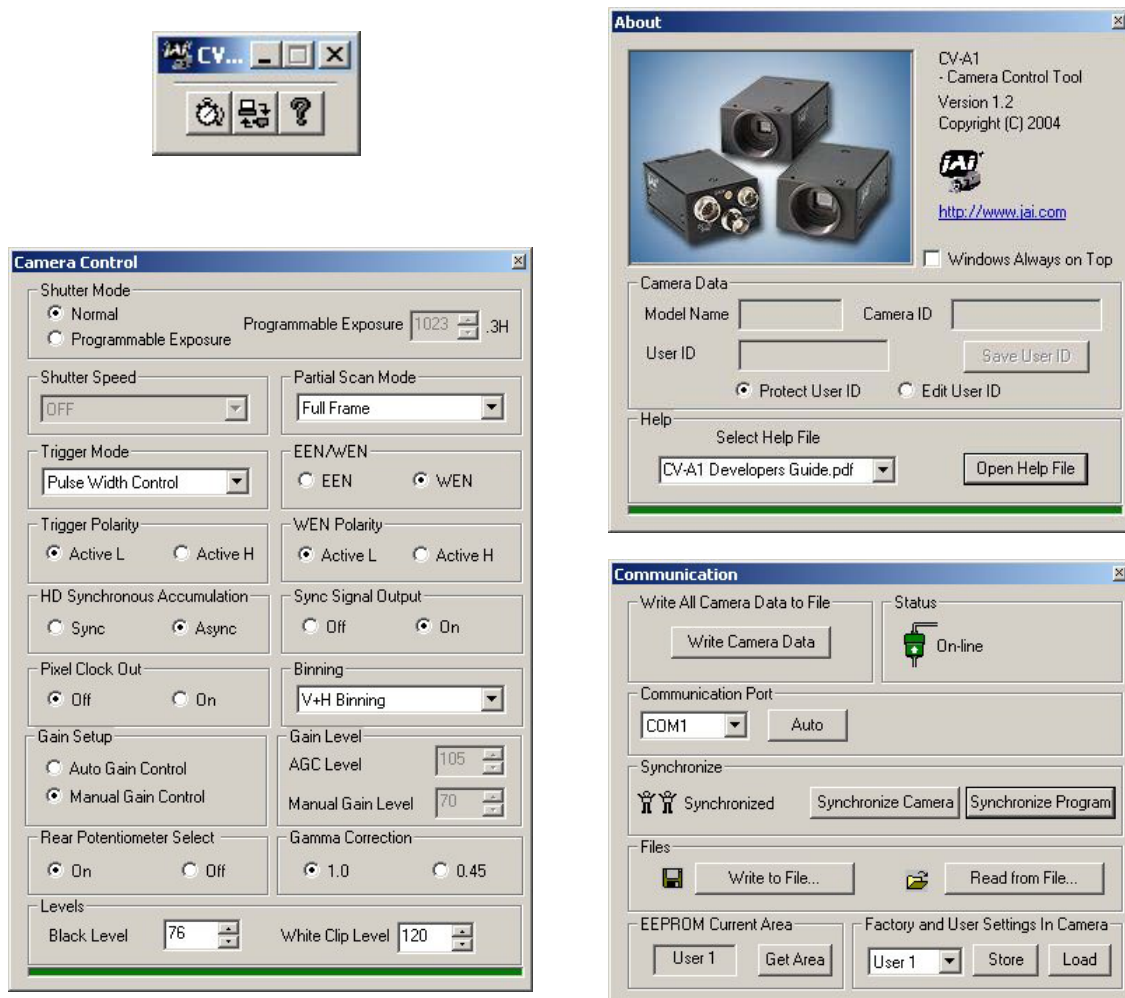 CV...
About
CV-A1
- Camera Control Tool
Version 1.2
Copyright (C) 2004
JAI
http://www.jai.com
Windows Always on Top
Camera Data
Model Name
Camera ID
User ID
Save User ID
Protect User ID
Edit User ID
Help
Select Help File
CV-A1 Developers Guide.pdf
Open Help File
Camera Control
Shutter Mode
Normal
Programmable Exposure
Programmable Exposure 1023 .3H
Shutter Speed
OFF
Partial Scan Mode
Full Frame
Trigger Mode
Pulse Width Control
EEN/WEN
EEN WEN
Trigger Polarity
Active L Active H
WEN Polarity
Active L Active H
HD Synchronous Accumulation
Sync Async
Sync Signal Output
Off On
Pixel Clock Out
Off On
Binning
V+H Binning
Gain Setup
Auto Gain Control
Manual Gain Control
Gain Level
AGC Level 105
Manual Gain Level 70
Rear Potentiometer Select
On Off
Gamma Correction
1.0 0.45
Levels
Black Level 76 White Clip Level 120
Communication
Write All Camera Data to File
Write Camera Data
Status
On-line
Communication Port
COM1 Auto
Synchronize
Synchronized Synchronize Camera Synchronize Program
Files
Write to File... Read from File...
EEPROM Current Area
User 1 Get Area
Factory and User Settings In Camera
User 1 Store Load